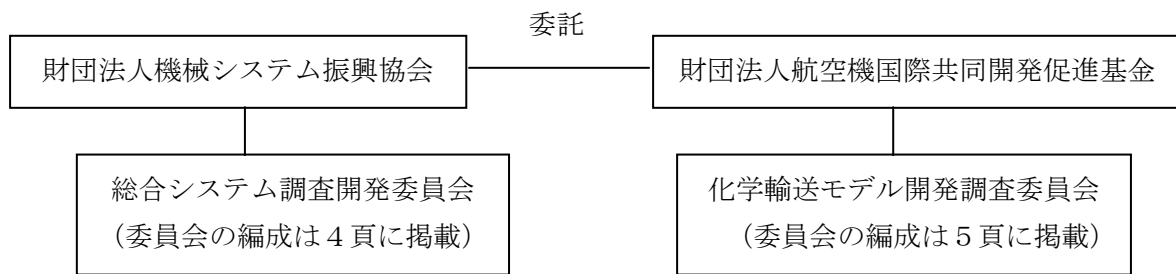 委託
財団法人機械システム振興協会
財団法人航空機国際共同開発促進基金
総合システム調査開発委員会
（委員会の編成は４頁に掲載）
化学輸送モデル開発調査委員会
（委員会の編成は５頁に掲載）